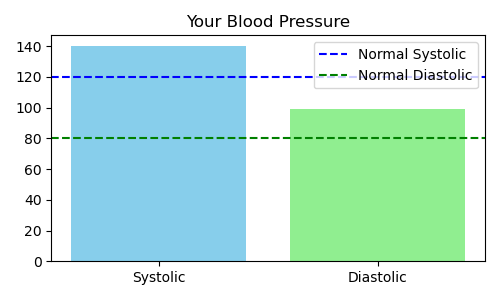 Your Blood Pressure
Normal Systolic
Normal Diastolic
140
120
100
80
60
40
20
0
Systolic
Diastolic